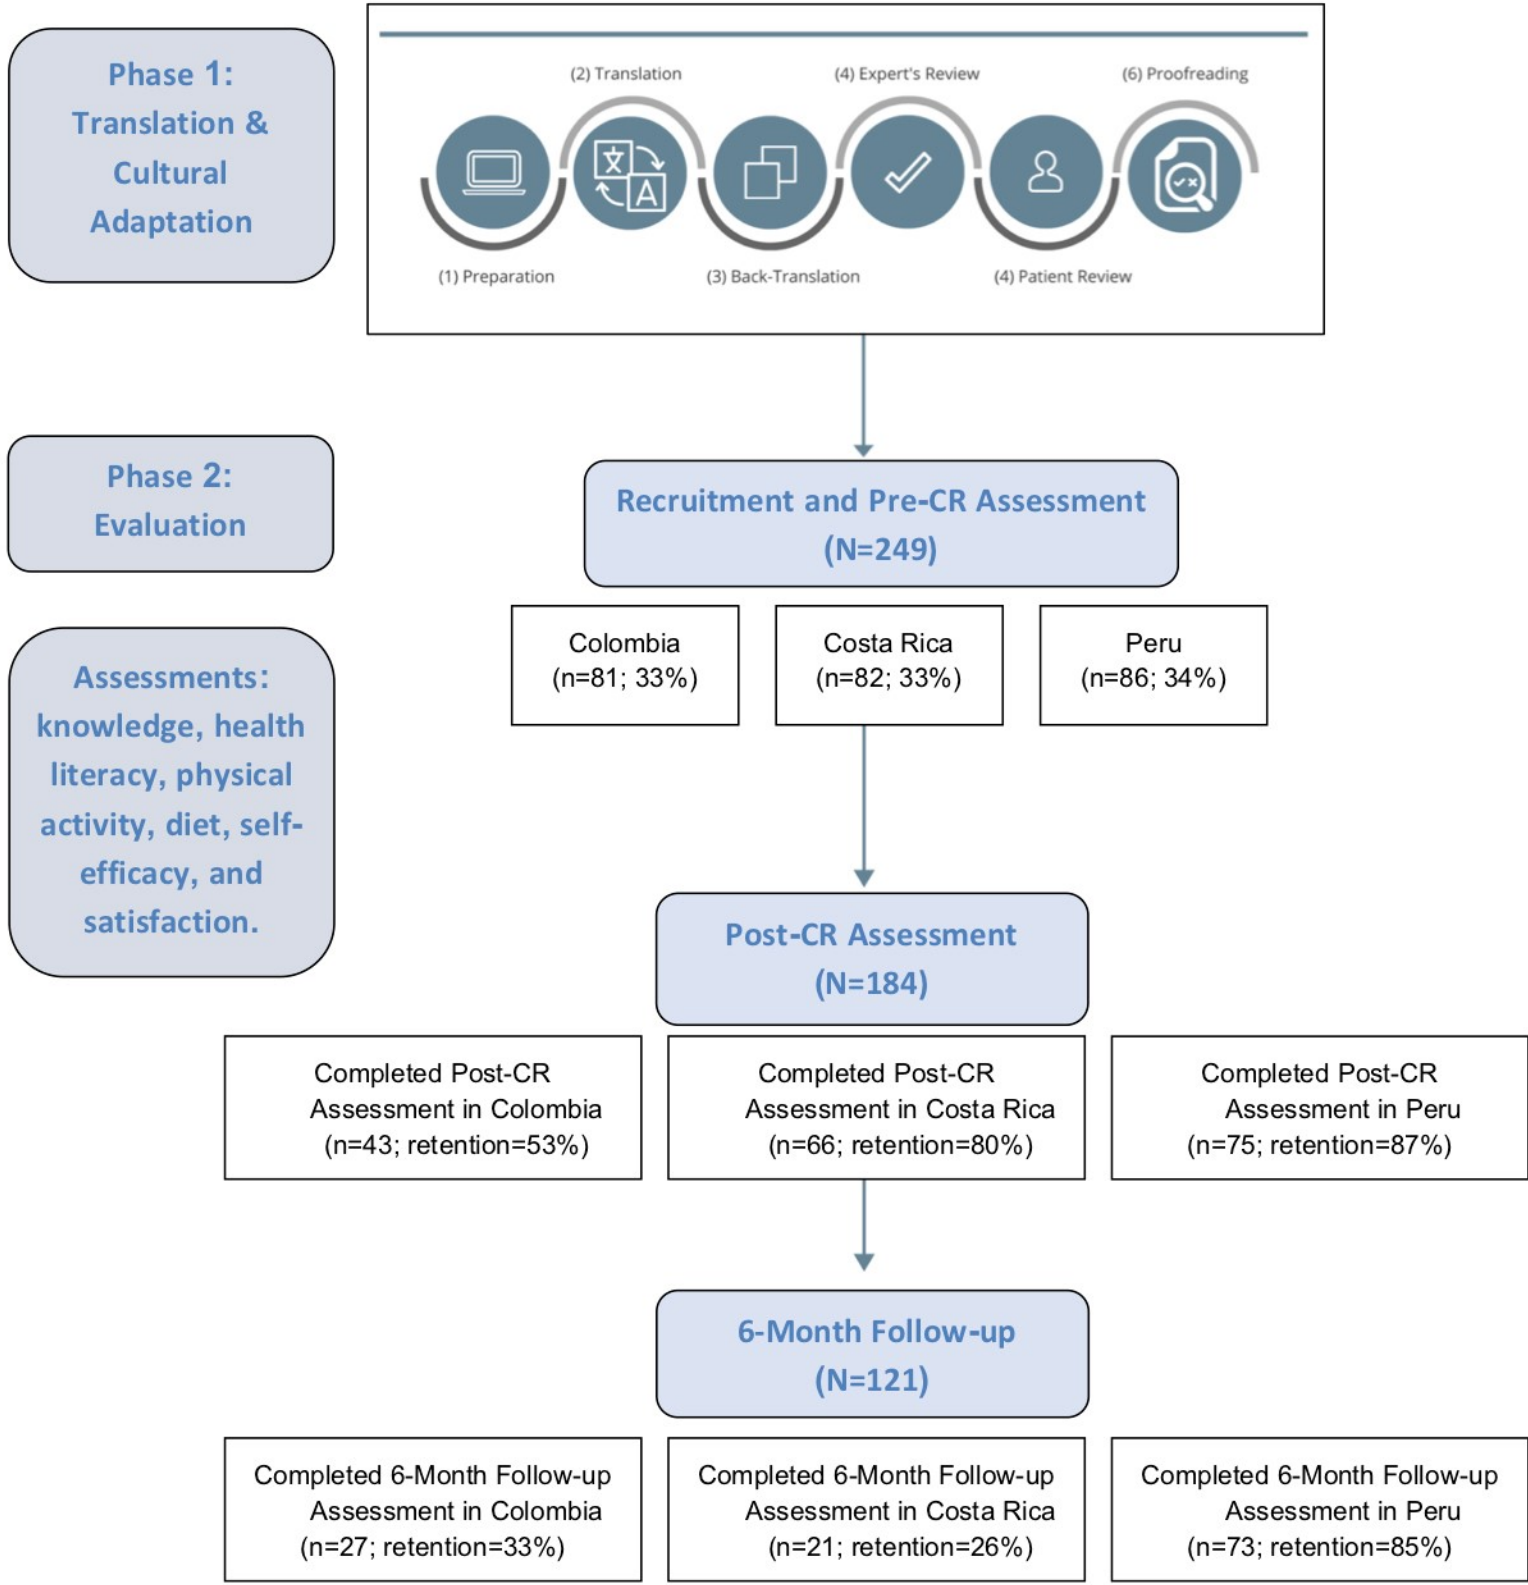 Phase 1:
Translation &
Cultural
Adaptation
(2) Translation
(4) Expert's Review
(6) Proofreading
文
A
(1) Preparation
(3) Back-Translation
(4) Patient Review
Phase 2:
Evaluation
Recruitment and Pre-CR Assessment
(N=249)
Colombia
(n=81; 33%)
Costa Rica
(n=82; 33%)
Peru
(n=86; 34%)
Assessments:
knowledge, health
literacy, physical
activity, diet, self-
efficacy, and
satisfaction.
Post-CR Assessment
(N=184)
Completed Post-CR
Assessment in Colombia
(n=43; retention=53%)
Completed Post-CR
Assessment in Costa Rica
(n=66; retention=80%)
Completed Post-CR
Assessment in Peru
(n=75; retention=87%)
6-Month Follow-up
(N=121)
Completed 6-Month Follow-up
Assessment in Colombia
(n=27; retention=33%)
Completed 6-Month Follow-up
Assessment in Costa Rica
(n=21; retention=26%)
Completed 6-Month Follow-up
Assessment in Peru
(n=73; retention=85%)